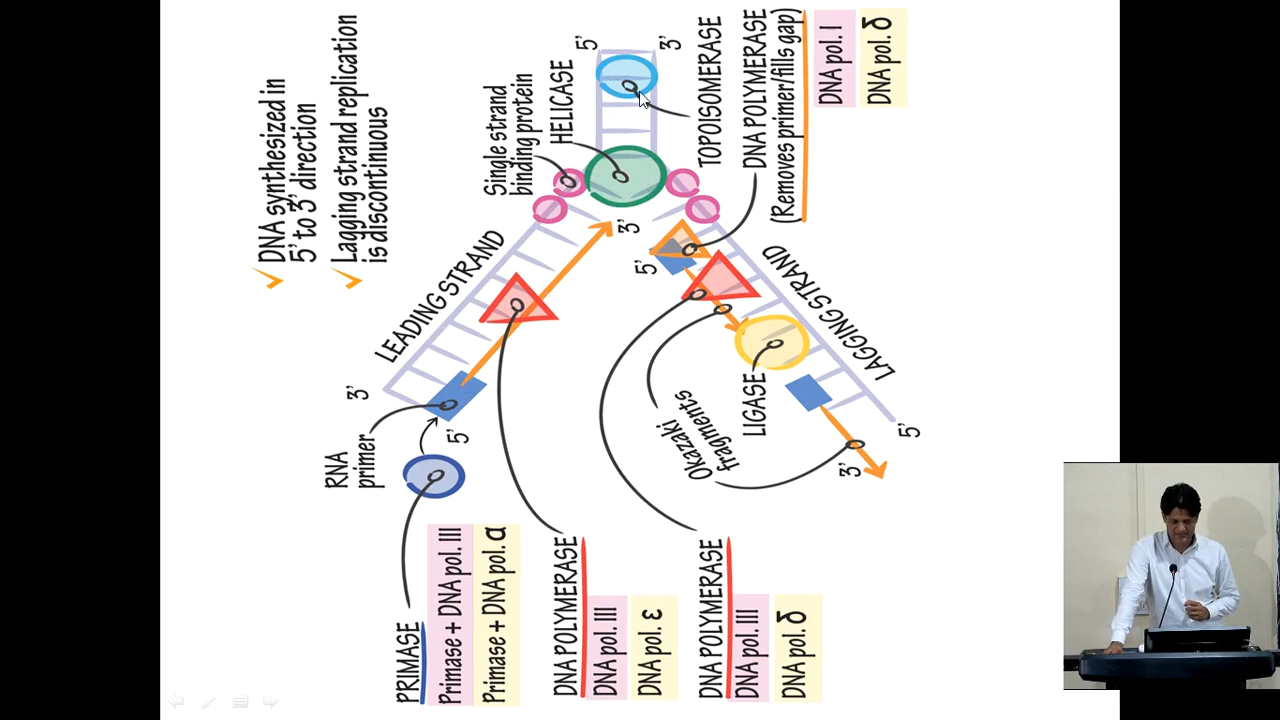 DNA synthesized in
5' to 3' direction
Lagging strand replication
is discontinuous
5'
3'
Single strand
binding protein
HELICASE
TOPOISOMERASE
DNA POLYMERASE
(Removes primer/fills gap)
DNA pol. I
DNA pol. δ
LEADING STRAND
3'
5'
3'
5'
LAGGING STRAND
RNA
primer
Okazaki
fragments
LIGASE
3'
5'
PRIMASE
Primase + DNA pol. III
Primase + DNA pol. α
DNA POLYMERASE
DNA pol. III
DNA pol. ε
DNA POLYMERASE
DNA pol. III
DNA pol. δ